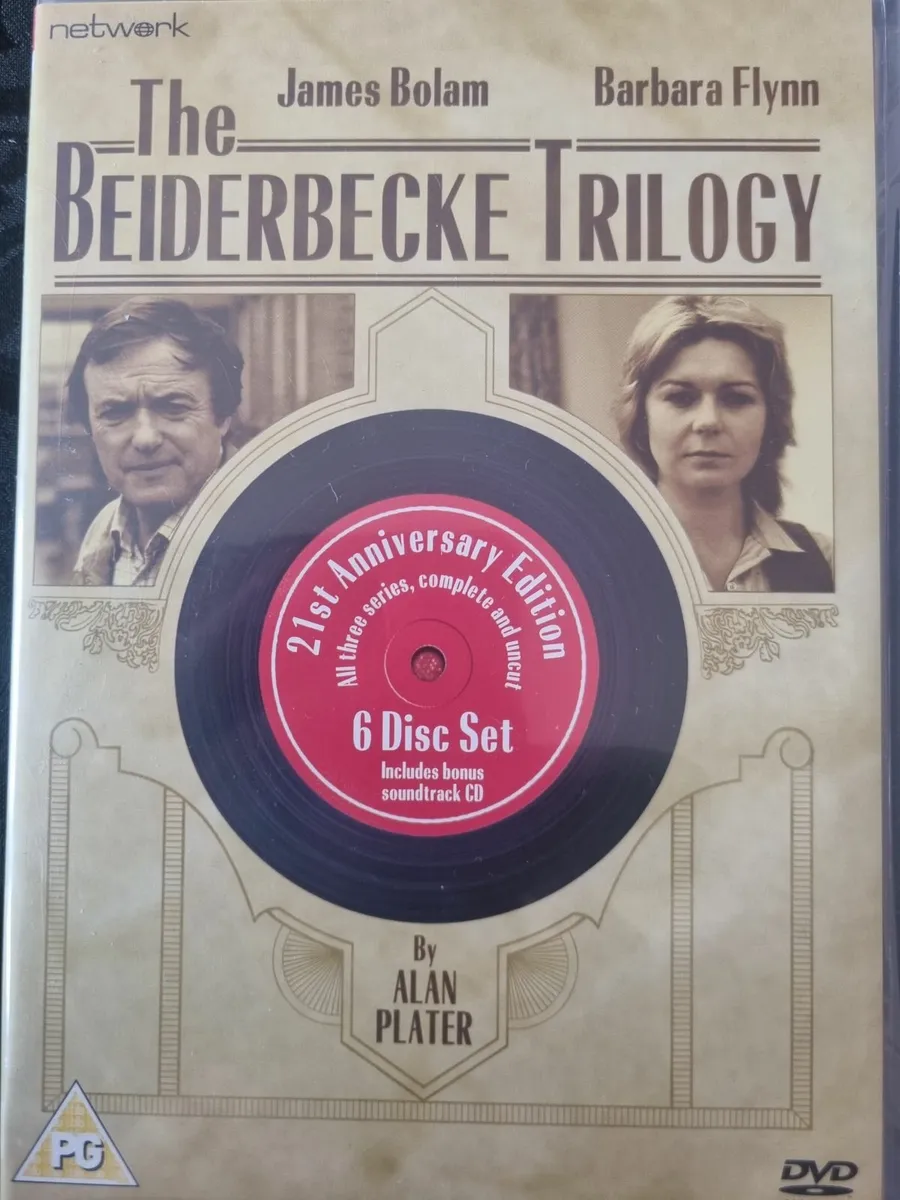 network
James Bolam
Barbara Flynn
The
BEIDERBECKE TRILOGY
21st Anniversary Edition
All three series, complete and uncut
6 Disc Set
Includes bonus
soundtrack CD
By
ALAN
PLATER
PG
DVD